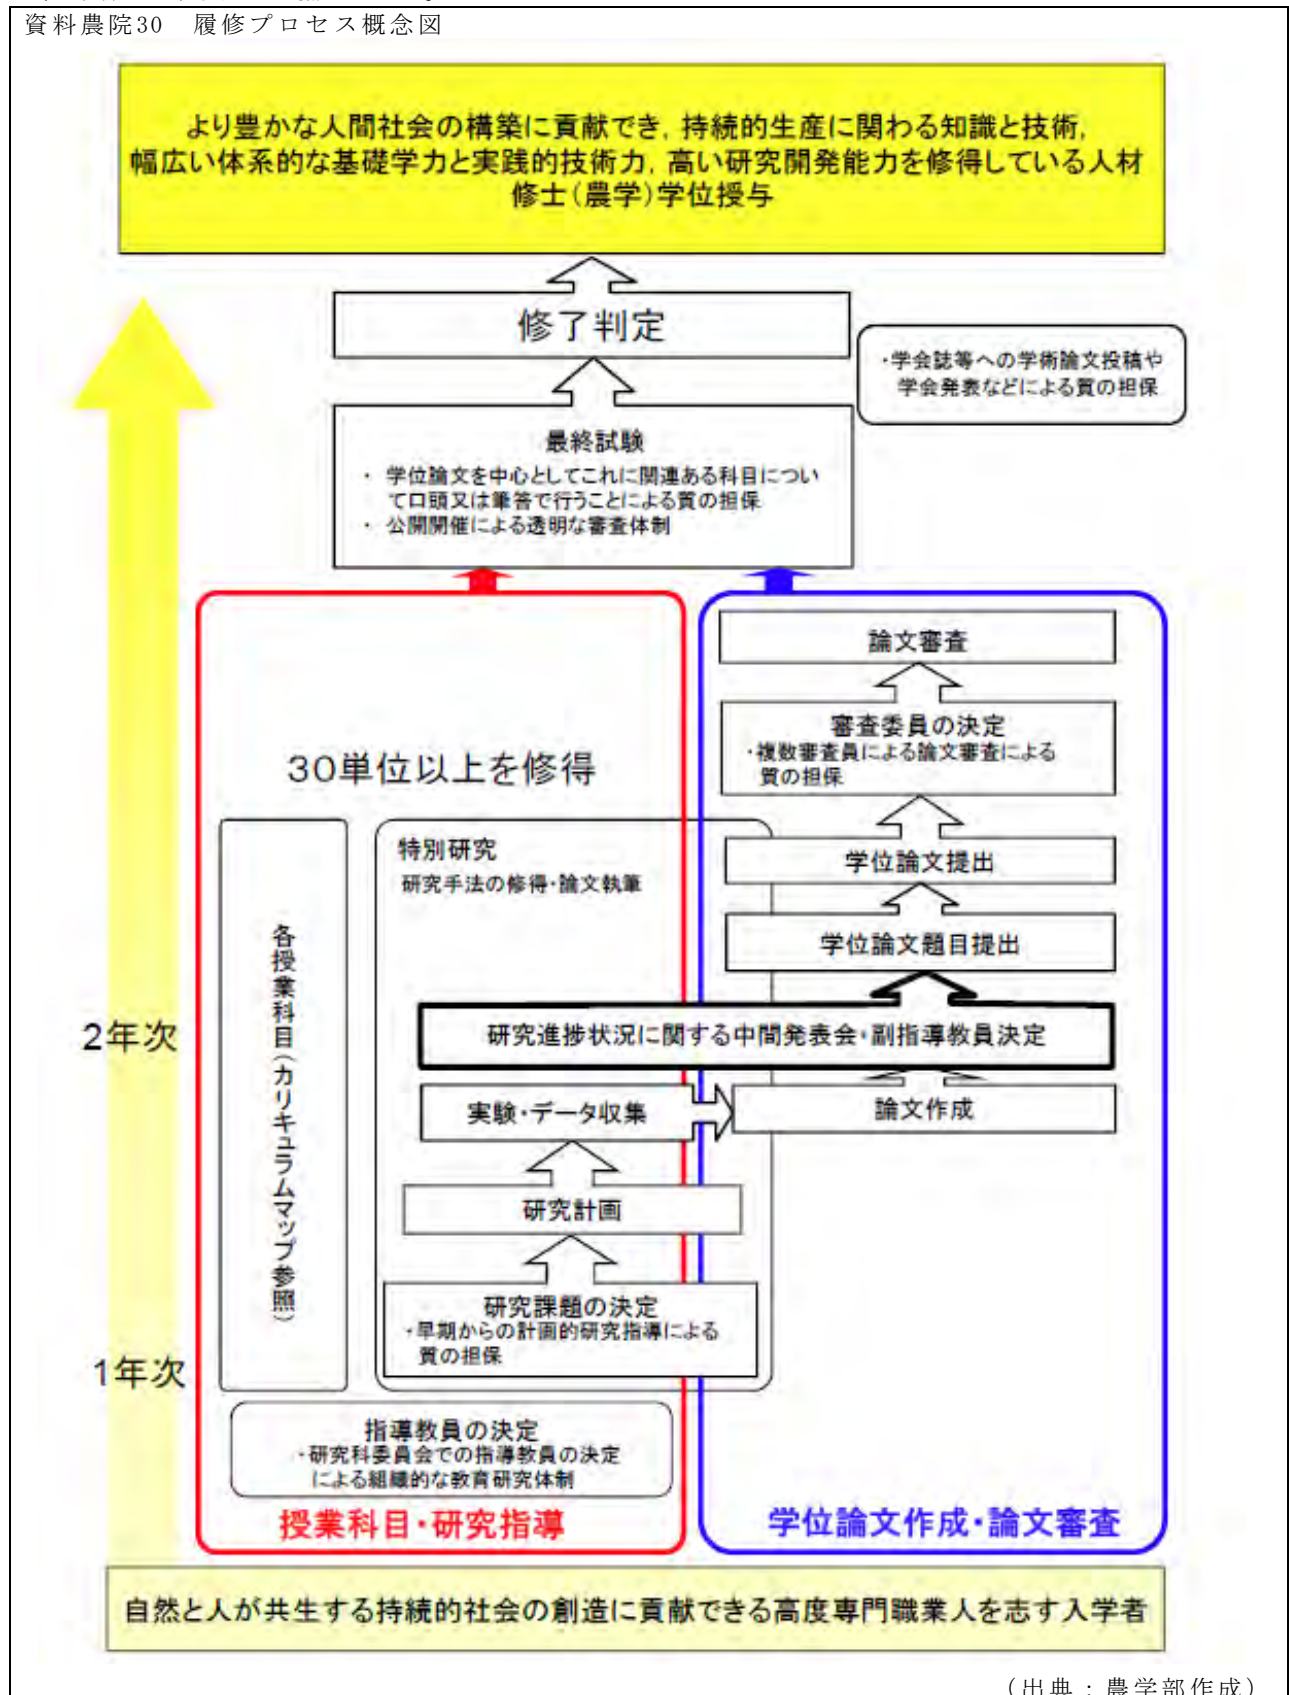 資料農院30　履修プロセス概念図
より豊かな人間社会の構築に貢献でき，持続的生産に関わる知識と技術，
幅広い体系的な基礎学力と実践的技術力，高い研究開発能力を修得している人材
修士（農学）学位授与
修了判定
・学会誌等への学術論文投稿や
学会発表などによる質の担保
最終試験
・ 学位論文を中心としてこれに関連ある科目につい
て口頭又は筆答で行うことによる質の担保
・ 公開開催による透明な審査体制
論文審査
審査委員の決定
・複数審査員による論文審査による
質の担保
30単位以上を修得
特別研究
研究手法の修得・論文執筆
学位論文提出
学位論文題目提出
各授業科目（カリキュラムマップ参照）
2年次
研究進捗状況に関する中間発表会・副指導教員決定
実験・データ収集
論文作成
研究計画
研究課題の決定
・早期からの計画的研究指導による
質の担保
1年次
指導教員の決定
・研究科委員会での指導教員の決定
による組織的な教育研究体制
授業科目・研究指導
学位論文作成・論文審査
自然と人が共生する持続的社会の創造に貢献できる高度専門職業人を志す入学者
（出典：農学部作成）